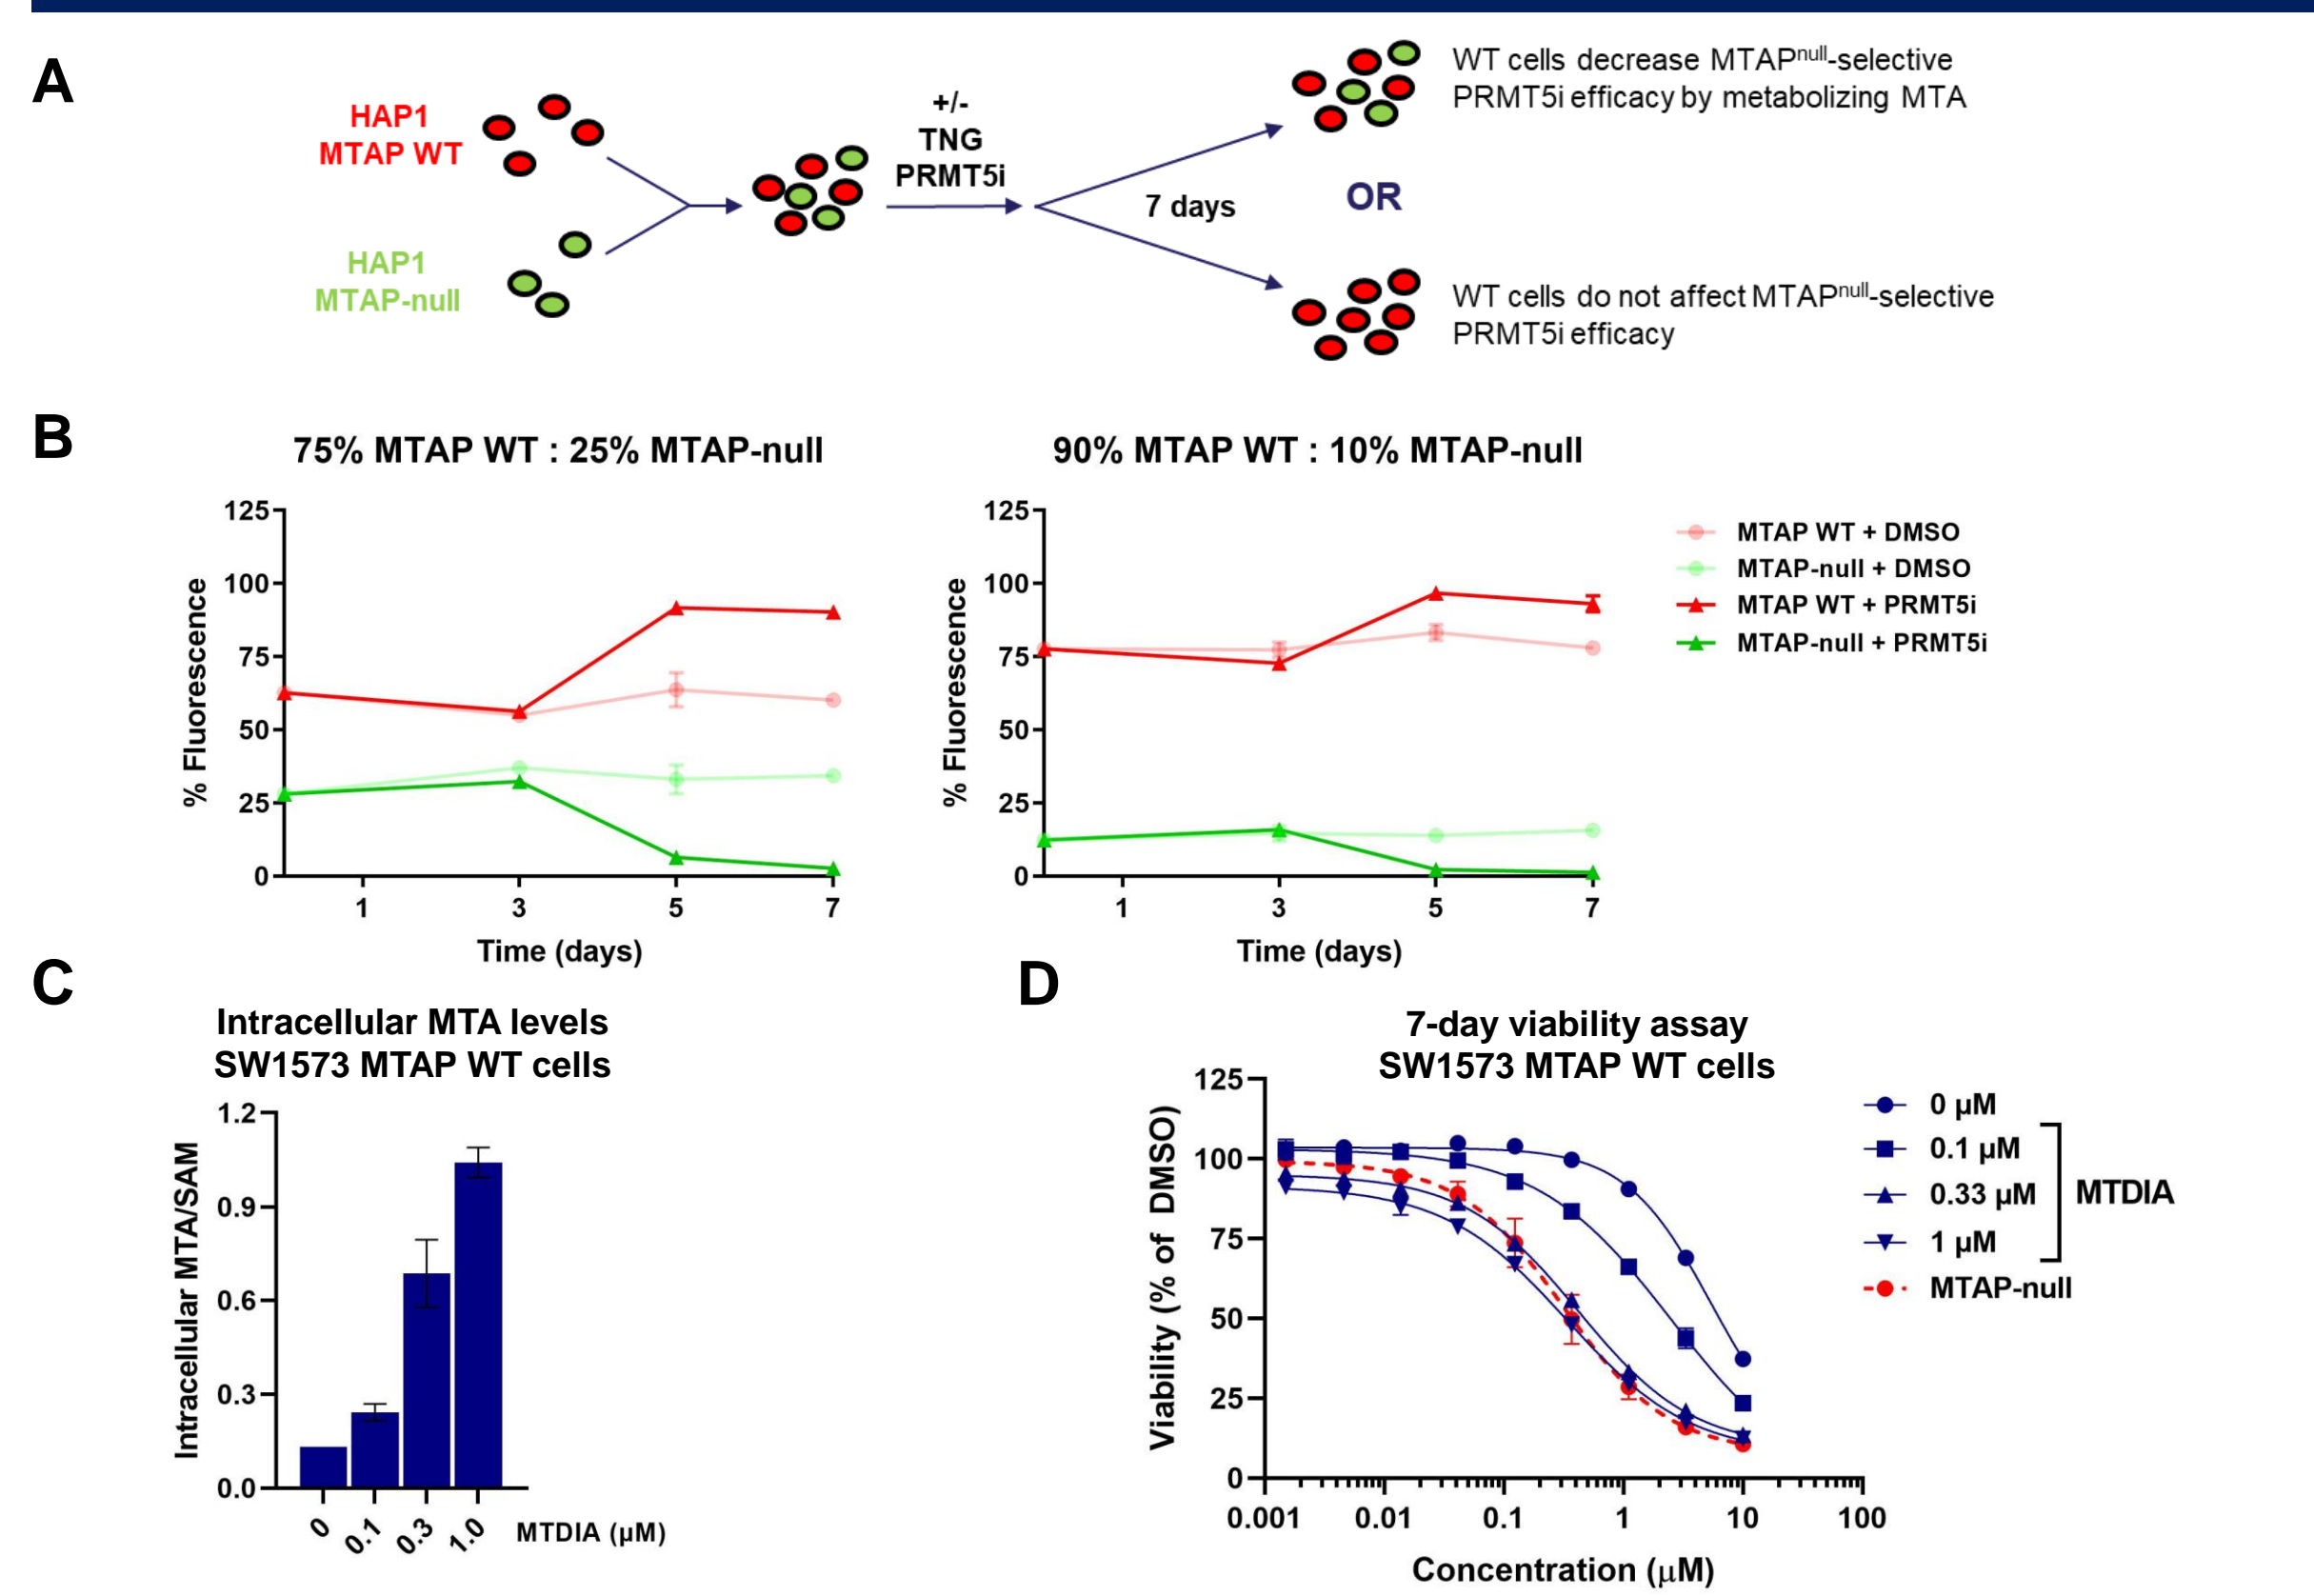 A
HAP1
MTAP WT
HAP1
MTAP-null
+/-
TNG
PRMT5i
7 days
OR
WT cells decrease MTAPnull-selective
PRMT5i efficacy by metabolizing MTA
WT cells do not affect MTAPnull-selective
PRMT5i efficacy
B
75% MTAP WT : 25% MTAP-null
% Fluorescence
125
100
75
50
25
0
1 3 5 7
Time (days)
90% MTAP WT : 10% MTAP-null
% Fluorescence
125
100
75
50
25
0
1 3 5 7
Time (days)
MTAP WT + DMSO
MTAP-null + DMSO
MTAP WT + PRMT5i
MTAP-null + PRMT5i
C
Intracellular MTA levels
SW1573 MTAP WT cells
Intracellular MTA/SAM
1.2
0.9
0.6
0.3
0.0
0 0.1 0.3 1.0 MTDIA (µM)
D
7-day viability assay
SW1573 MTAP WT cells
Viability (% of DMSO)
125
100
75
50
25
0
0.001 0.01 0.1 1 10 100
Concentration (µM)
0 µM
0.1 µM
0.33 µM
1 µM
MTDIA
MTAP-null